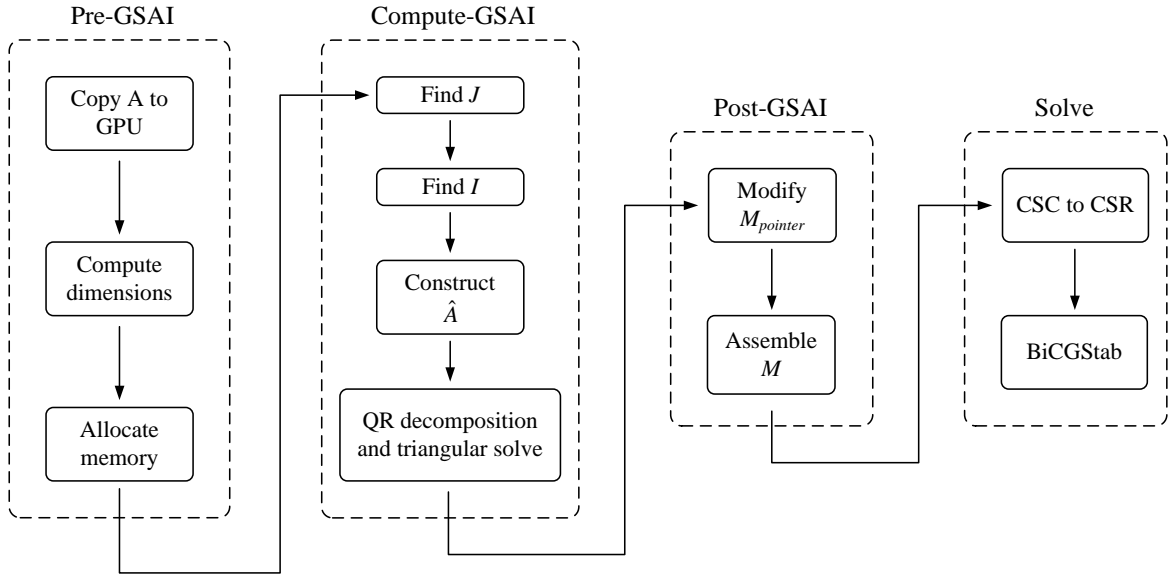 Pre-GSAI
Copy A to
GPU
Compute
dimensions
Allocate
memory
Compute-GSAI
Find J
Find I
Construct
Â
QR decomposition
and triangular solve
Post-GSAI
Modify
M_pointer
Assemble
M
Solve
CSC to CSR
BiCGStab